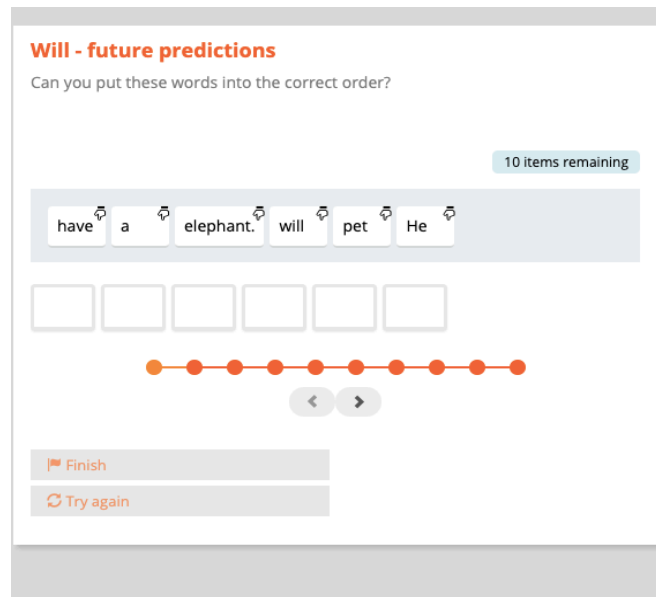 Will - future predictions
Can you put these words into the correct order?
10 items remaining
have a elephant. will pet He
Finish
Try again